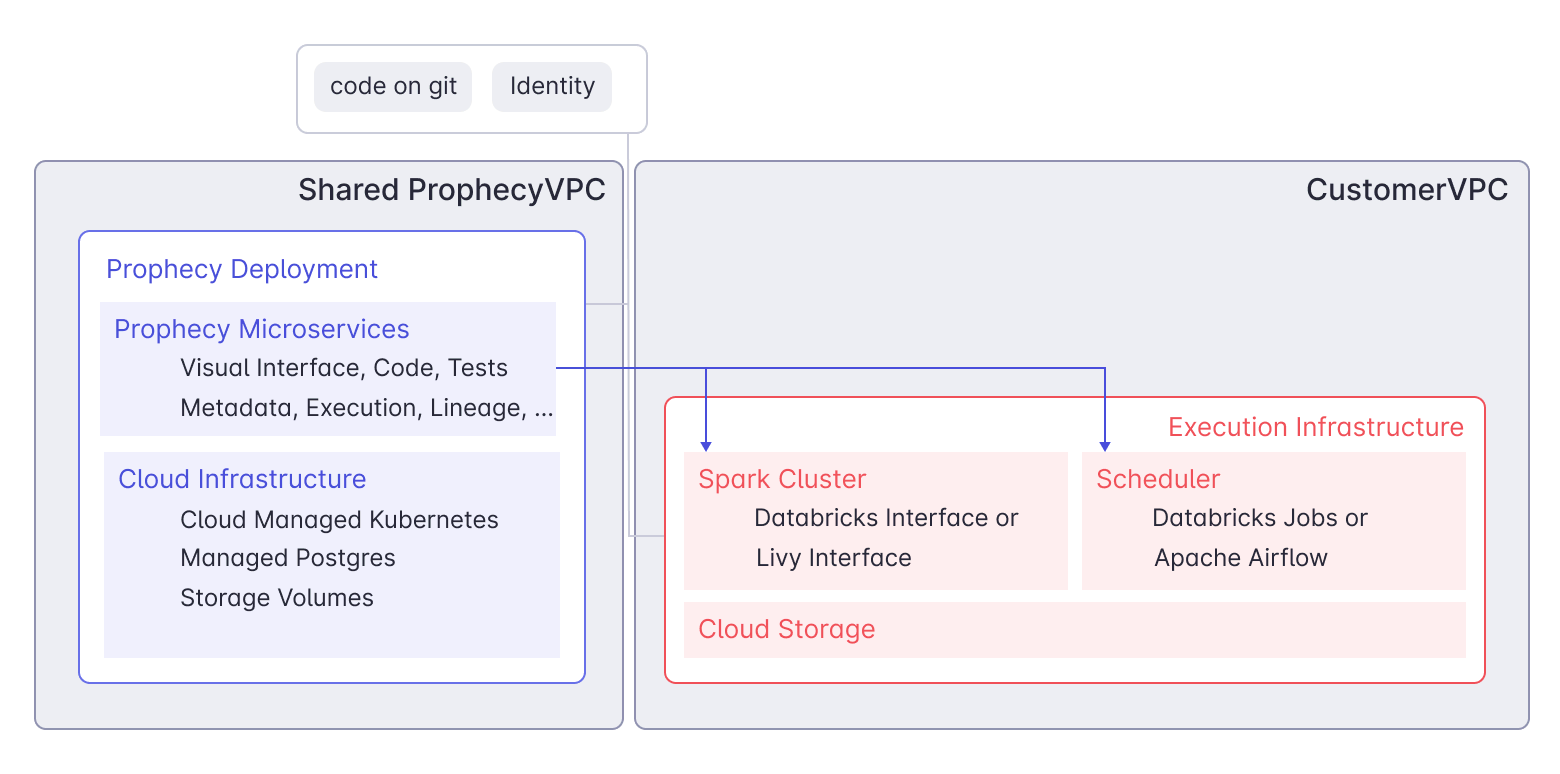 code on git
Identity
Shared ProphecyVPC
CustomerVPC
Prophecy Deployment
Prophecy Microservices
Visual Interface, Code, Tests
Metadata, Execution, Lineage, ...
Cloud Infrastructure
Cloud Managed Kubernetes
Managed Postgres
Storage Volumes
Execution Infrastructure
Spark Cluster
Databricks Interface or
Livy Interface
Scheduler
Databricks Jobs or
Apache Airflow
Cloud Storage